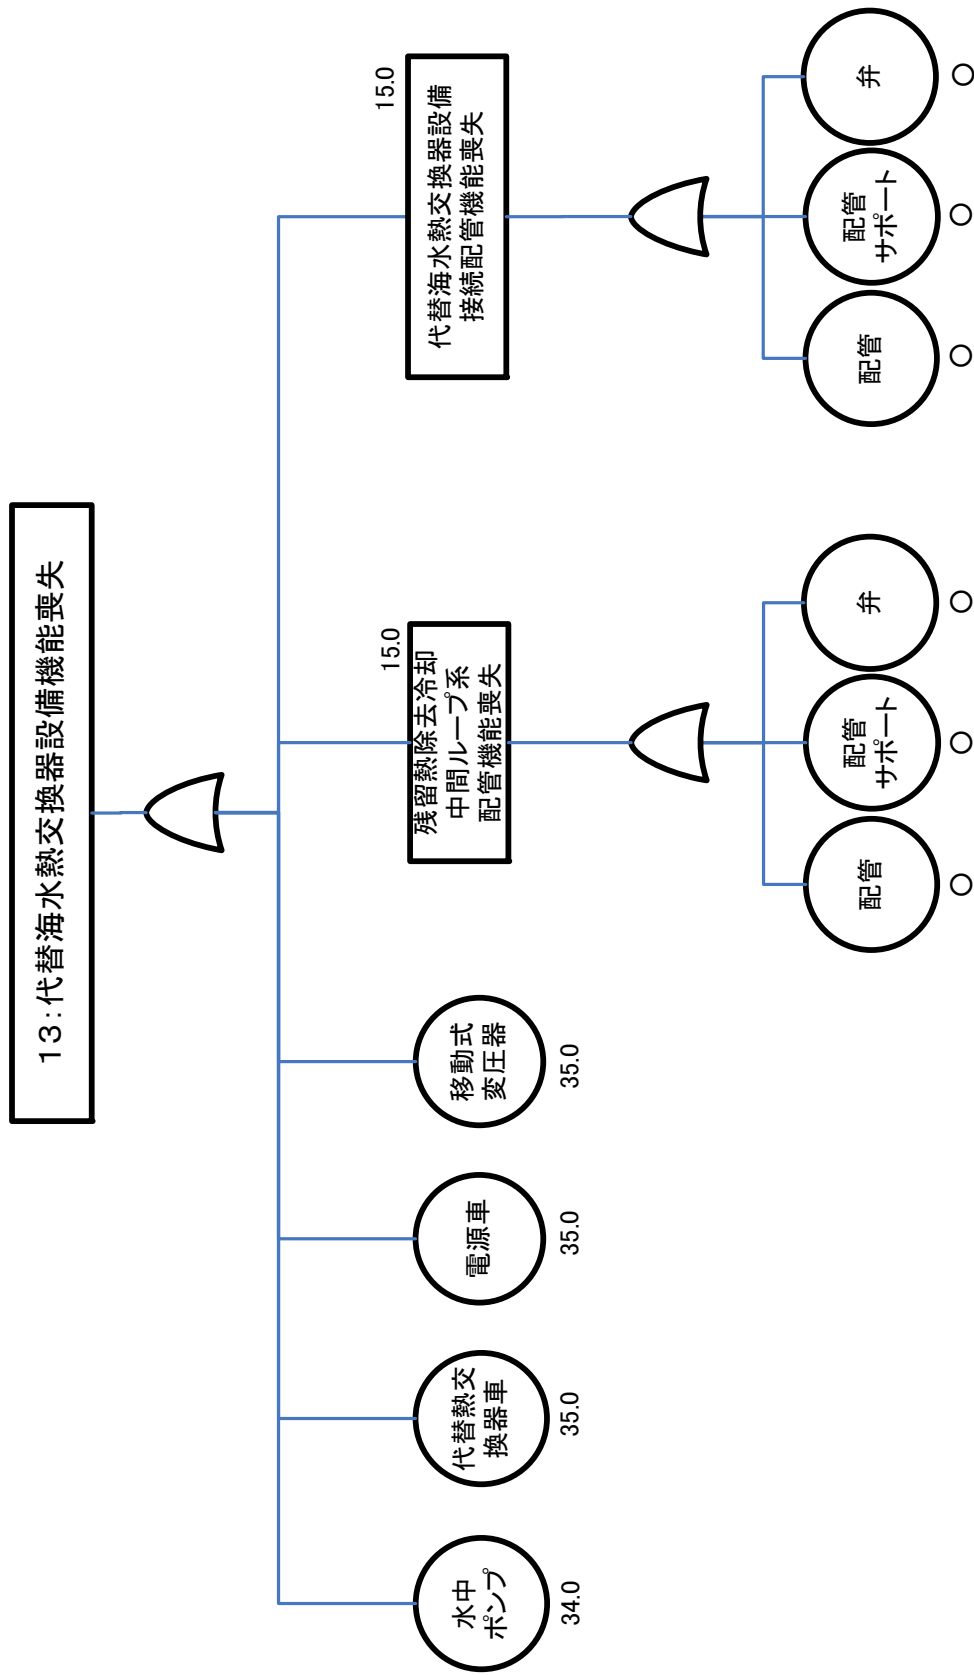 13:代替海水熱交換器設備機能喪失
水中
ポンプ
34.0
代替熱交
換器車
35.0
電源車
35.0
移動式
変圧器
35.0
15.0
残留熱除去冷却
中間ループ系
配管機能喪失
配管
○
配管
サポート
○
弁
○
15.0
代替海水熱交換器設備
接続配管機能喪失
配管
○
配管
サポート
○
弁
○